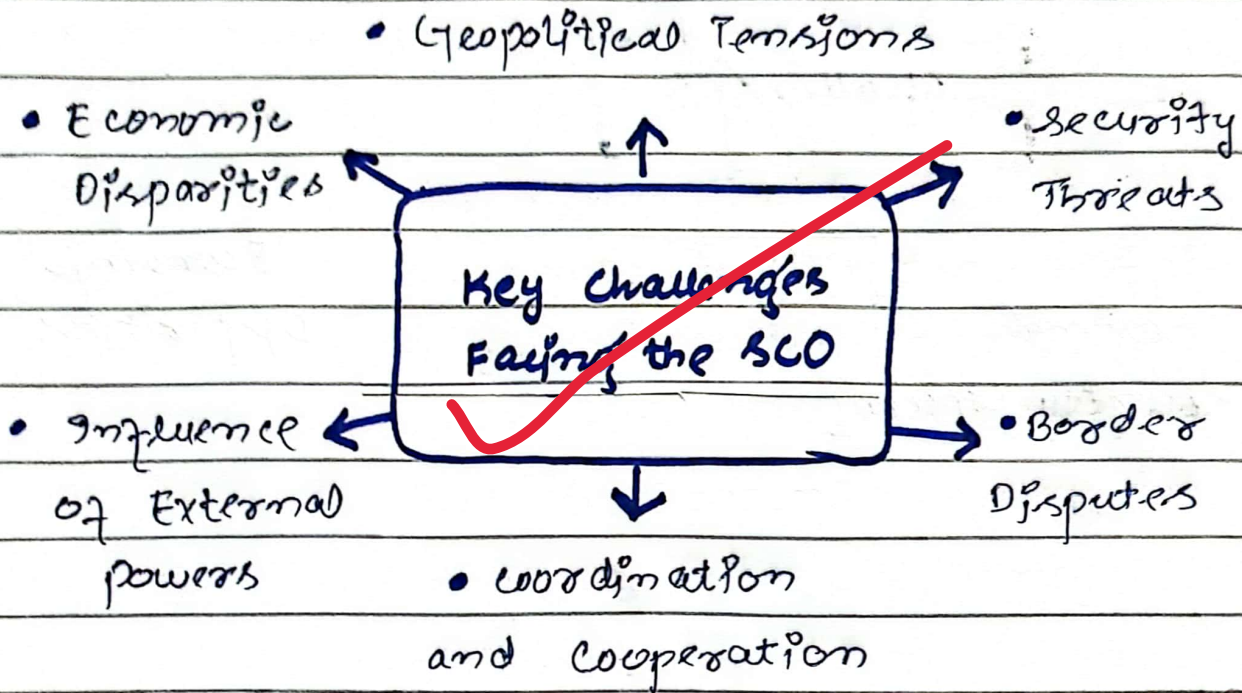 • Geopolitical Tensions
• Economic
Disparities
• Security
Threats
Key Challenges
Facing the SCO
• Influence
of External
powers
• Border
Disputes
• Coordination
and Cooperation